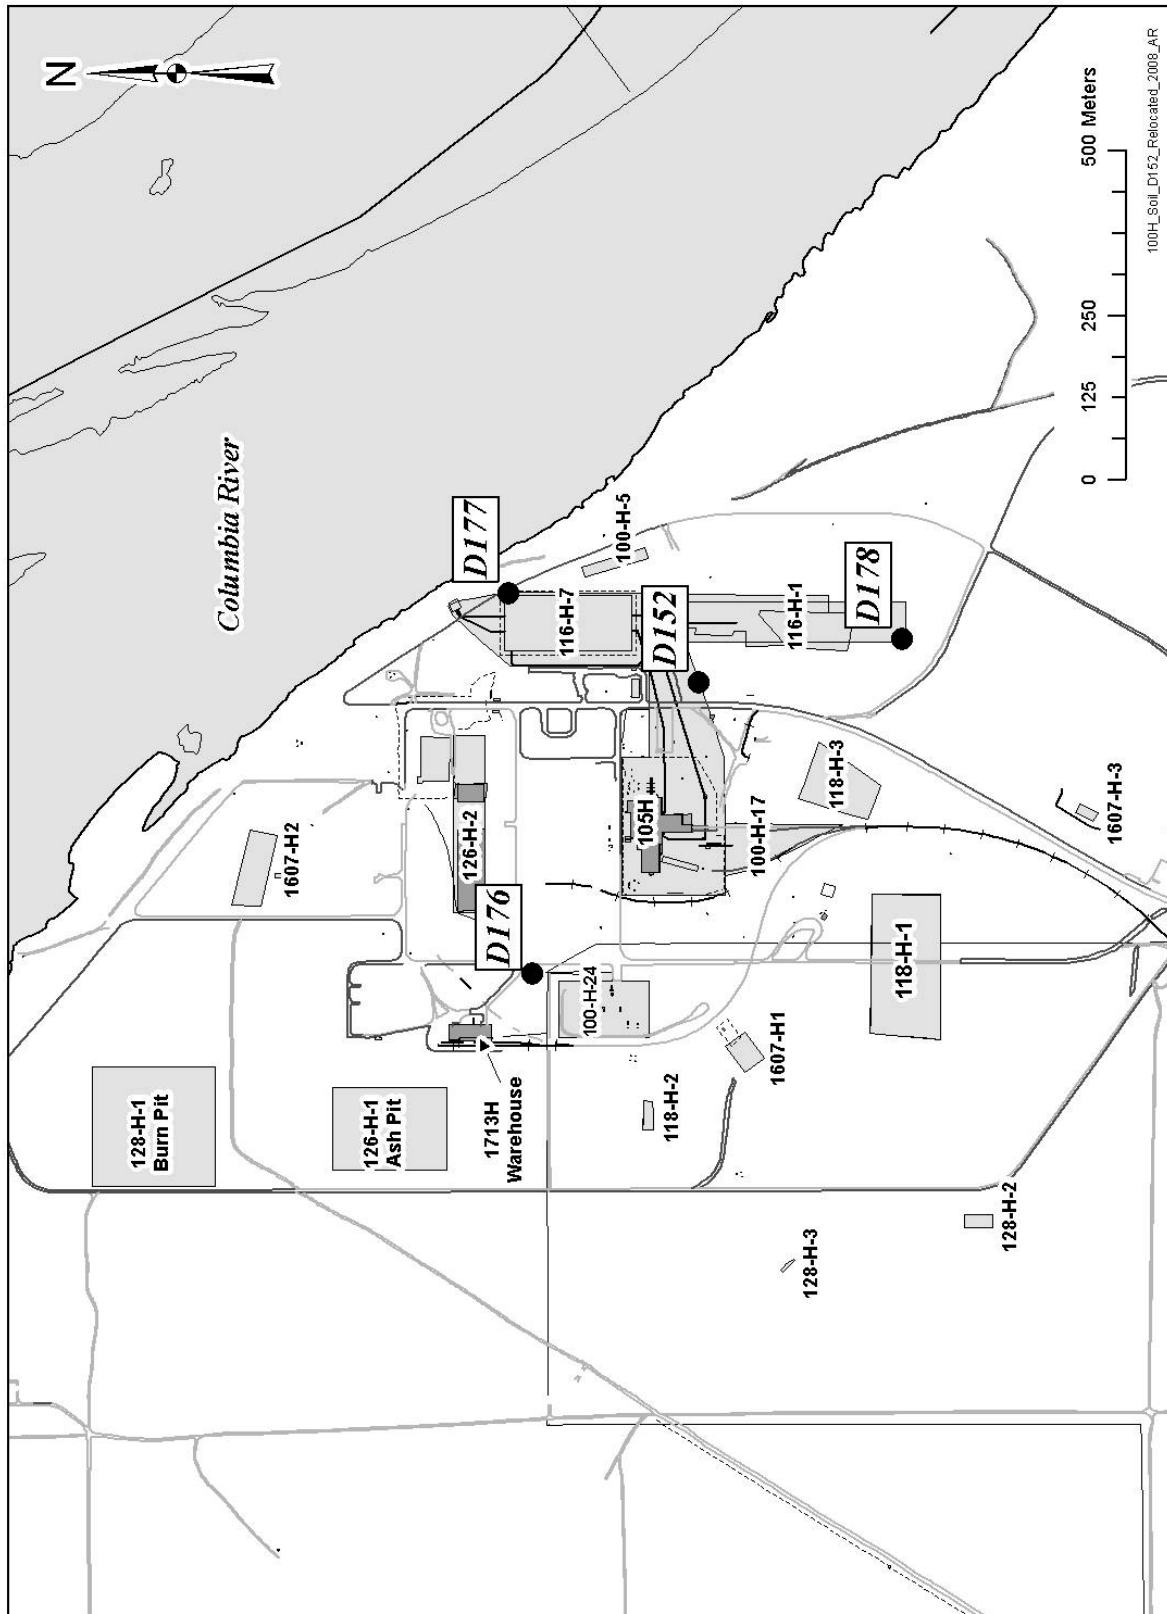 N
Columbia River
D177
100-H-5
116-H-7
D152
116-H-1
D178
118-H-3
1607-H-3
1607-H2
126-H-2
105H
100-H-17
D176
100-H-24
118-H-1
1607-H1
128-H-1
Burn Pit
126-H-1
Ash Pit
1713H
Warehouse
118-H-2
128-H-3
128-H-2
0 125 250 500 Meters
100H_Soil_D152_Relocated_2008_AR